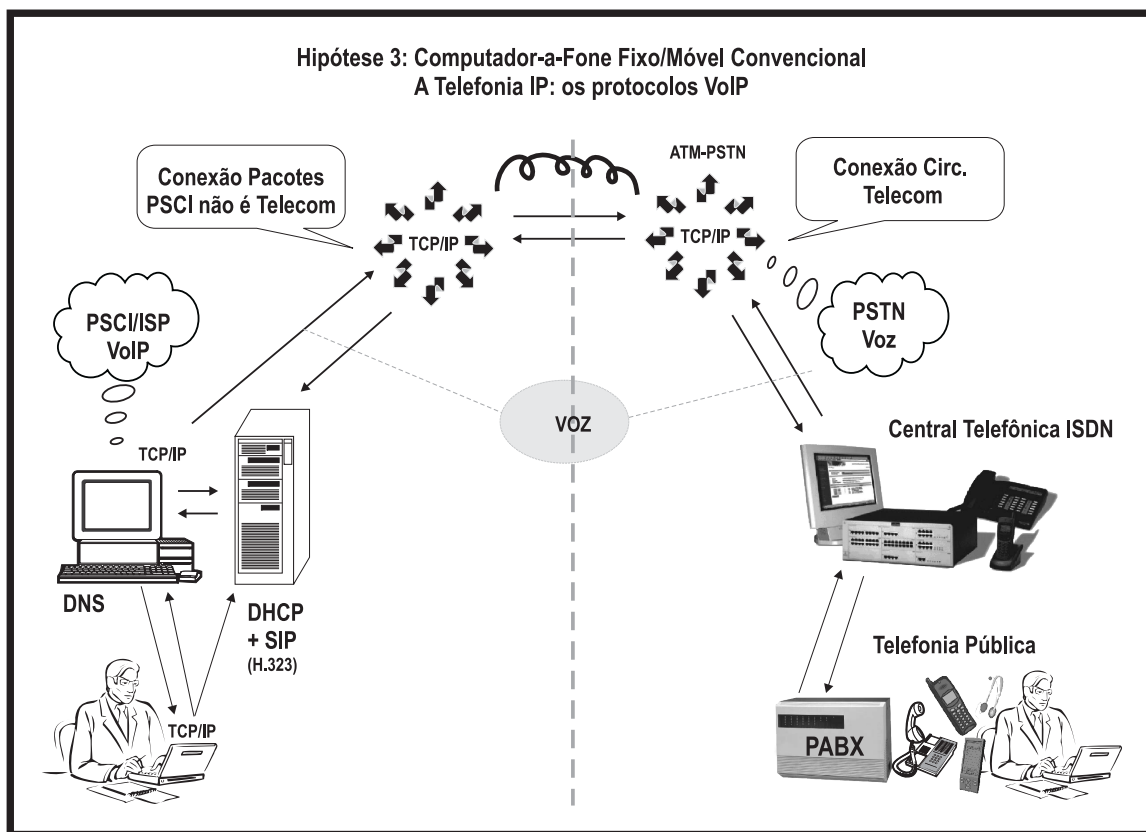 Hipótese 3: Computador-a-Fone Fixo/Móvel Convencional
A Telefonia IP: os protocolos VoIP
ATM-PSTN
Conexão Pacotes
PSCI não é Telecom
Conexão Circ.
Telecom
TCP/IP
TCP/IP
PSCI/ISP
VoIP
PSTN
Voz
VOZ
Central Telefônica ISDN
TCP/IP
DNS
DHCP
+ SIP
(H.323)
Telefonia Pública
TCP/IP
PABX